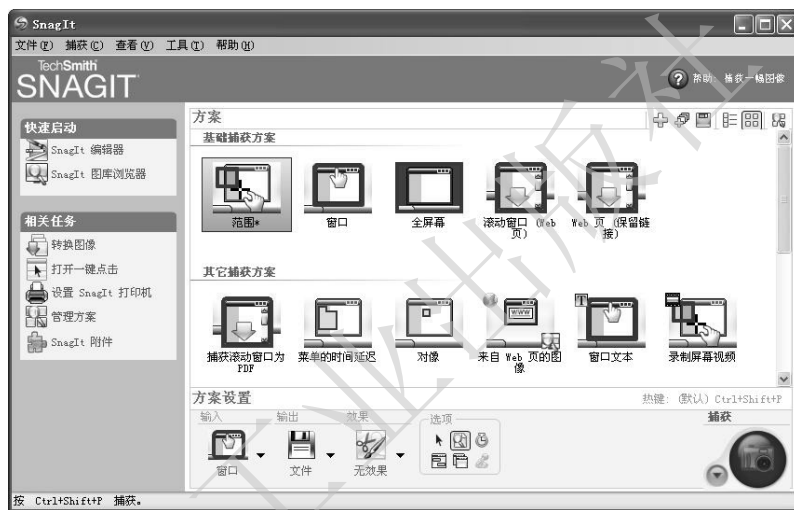 SnagIt
文件(F) 捕获(C) 查看(V) 工具(T) 帮助(H)
TechSmith
SNAGIT
帮助: 捕获一幅图像
快速启动
SnagIt 编辑器
SnagIt 图库浏览器
相关任务
转换图像
打开一键点击
设置 SnagIt 打印机
管理方案
SnagIt 附件
方案
基础捕获方案
范围*
窗口
全屏幕
滚动窗口 (Web
页)
Web 页 (保留链
接)
其它捕获方案
捕获滚动窗口为
PDF
菜单的时间延迟
对像
WWW
来自 Web 页的图
像
T
窗口文本
录制屏幕视频
方案设置
热键: (默认) Ctrl+Shift+P
输入
输出
效果
选项
捕获
窗口
文件
无效果
按 Ctrl+Shift+P 捕获。
工业出版社